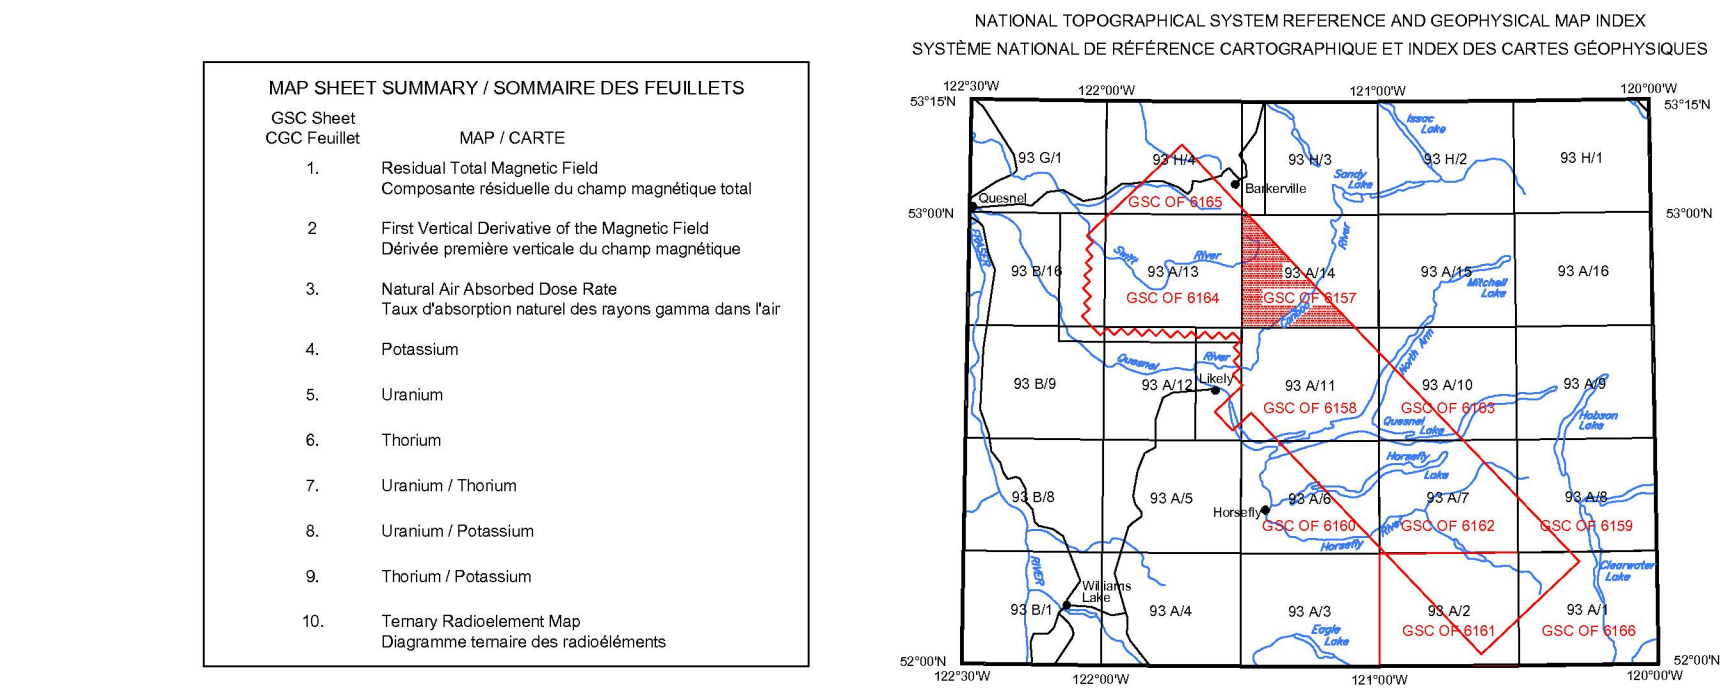 MAP SHEET SUMMARY / SOMMAIRE DES FEUILLETS
GSC Sheet
CGC Feuillet MAP / CARTE
1. Residual Total Magnetic Field
Composante résiduelle du champ magnétique total
2 First Vertical Derivative of the Magnetic Field
Dérivée première verticale du champ magnétique
3. Natural Air Absorbed Dose Rate
Taux d'absorption naturel des rayons gamma dans l'air
4. Potassium
5. Uranium
6. Thorium
7. Uranium / Thorium
8. Uranium / Potassium
9. Thorium / Potassium
10. Ternary Radioelement Map
Diagramme ternaire des radioéléments
NATIONAL TOPOGRAPHICAL SYSTEM REFERENCE AND GEOPHYSICAL MAP INDEX
SYSTÈME NATIONAL DE RÉFÉRENCE CARTOGRAPHIQUE ET INDEX DES CARTES GÉOPHYSIQUES
122°30'W 122°00'W 121°00'W 120°00'W
53°15'N 53°15'N
Issac
Lake
93 G/1 93 H/4 93 H/3 93 H/2 93 H/1
Sandy
Lake
Barkerville
Quesnel
GSC OF 6165
53°00'N 53°00'N
FRASER
Swift River
River
93 B/16 93 A/13 93 A/14 93 A/15 93 A/16
Mitchell
Lake
GSC OF 6164 GSC OF 6157
Cariboo
North Arm
Quesnel River
Likely
93 B/9 93 A/12 93 A/11 93 A/10 93 A/9
GSC OF 6158 GSC OF 6163
Quesnel
Lake
Hobson
Lake
Horsefly
Lake
93 B/8 93 A/5 93 A/6 93 A/7 93 A/8
Horsefly
GSC OF 6160 GSC OF 6162 GSC OF 6159
River
Horsefly
RIVER
Clearwater
Lake
Williams
Lake
93 B/1 93 A/4 93 A/3 93 A/2 93 A/1
Eagle
Lake
GSC OF 6161 GSC OF 6166
52°00'N 52°00'N
122°30'W 122°00'W 121°00'W 120°00'W